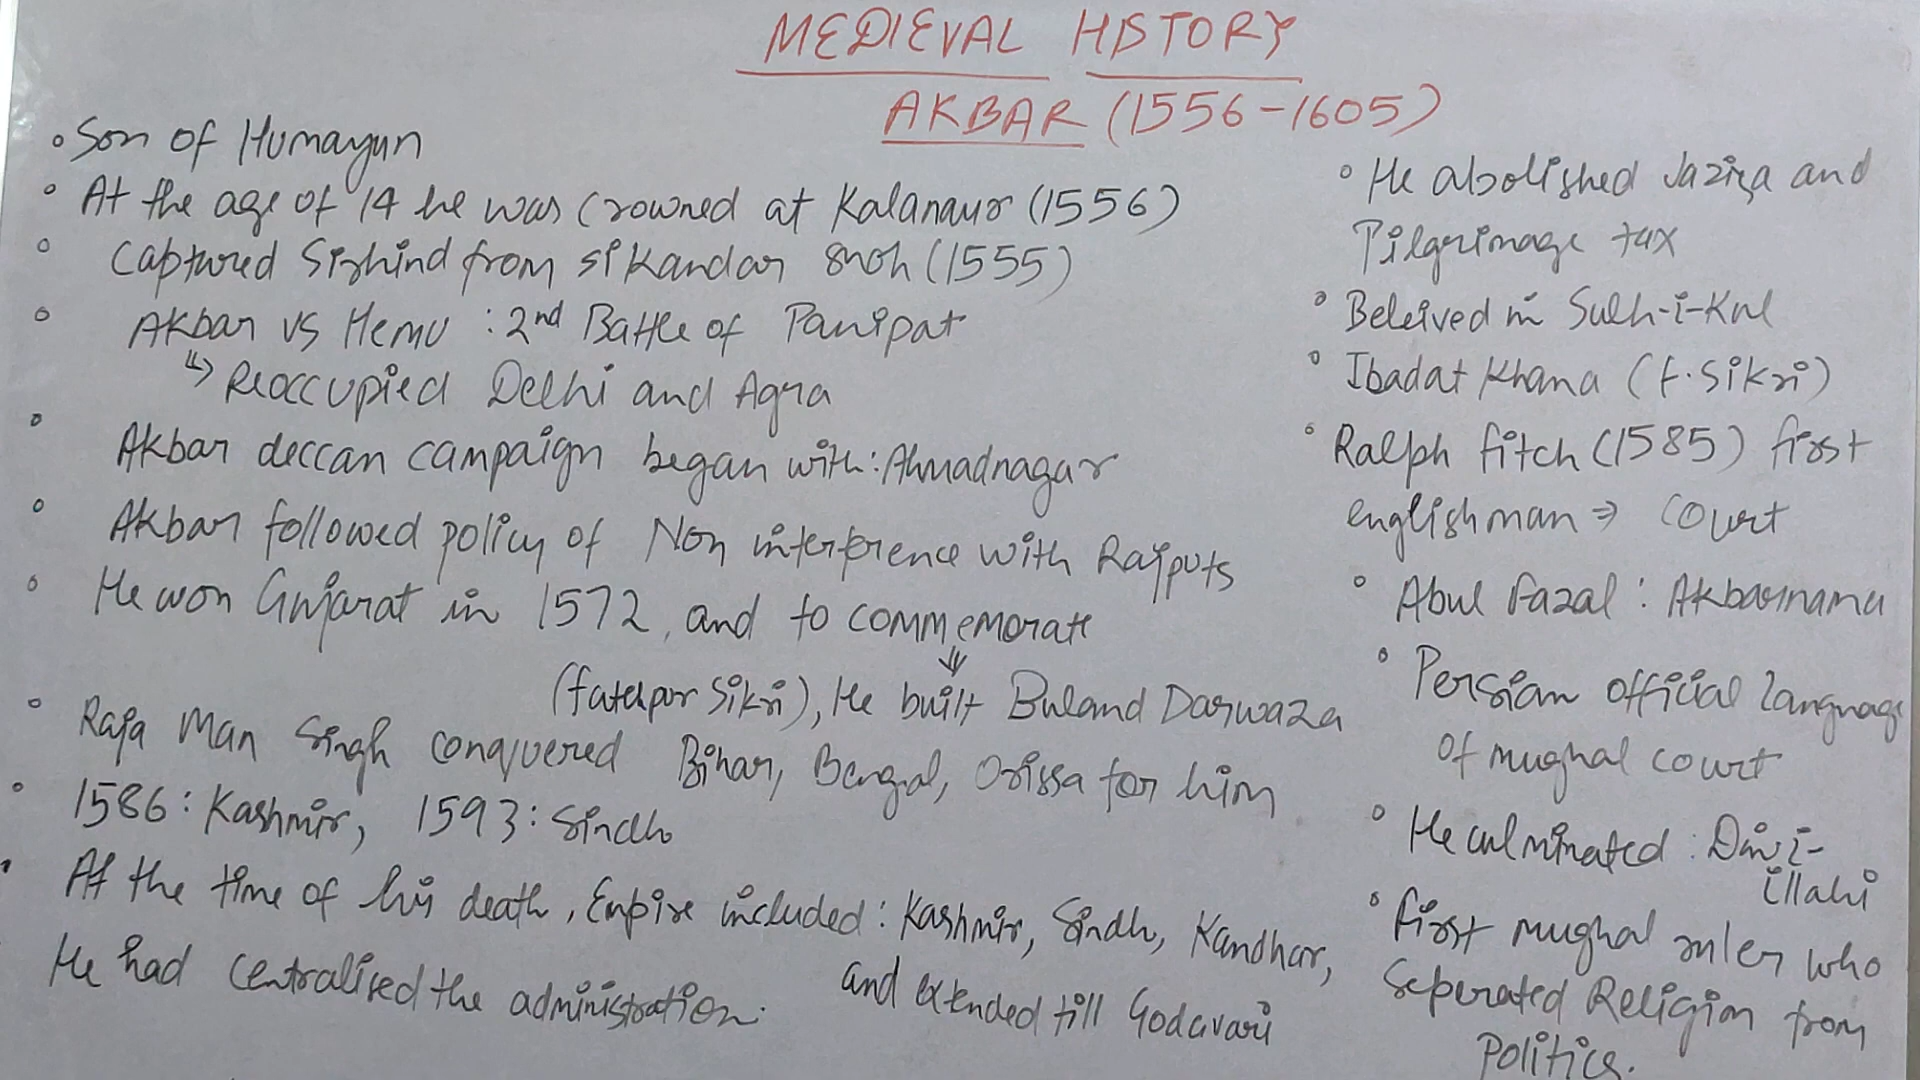 MEDIEVAL HISTORY
AKBAR (1556-1605)
• Son of Humayun
• At the age of 14 he was crowned at Kalanaur (1556)
• Captured Sirhind from sikandar shah (1555)
• Akbar vs Hemu : 2nd Battle of Panipat
↳ Reoccupied Delhi and Agra
• Akbar deccan campaign began with : Ahmadnagar
• Akbar followed policy of Non interfrence with Rajputs
• He won Gujarat in 1572, and to commemorate
⇓
(fatehpur Sikri), He built Buland Darwaza
• Raja Man Singh conquered Bihar, Bengal, Orissa for him
• 1586 : Kashmir, 1593 : Sindh
• At the time of his death, Empire included : Kashmir, Sindh, Kandhar,
and extended till Godavari
He had centralised the administration.
• He abolished Jaziya and
Pilgrimage tax
• Beleived in Sulh-i-Kul
• Ibadat Khana (f. Sikri)
• Ralph fitch (1585) first
englishman ⇒ court
• Abul fazal : Akbarnama
• Persian official language
of mughal court
• He culminated : Din i-
illahi
• first mughal ruler who
Seperated Religion from
Politics.